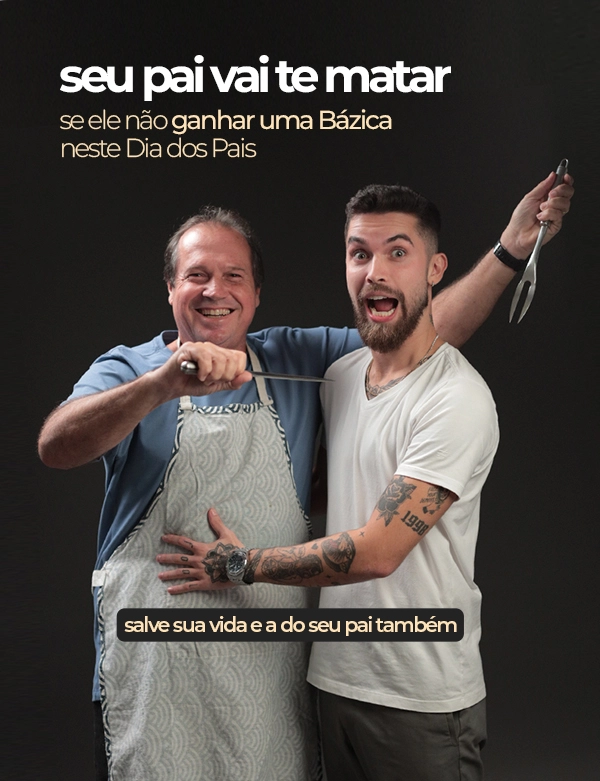 seu pai vai te matar
se ele não ganhar uma Bázica
neste Dia dos Pais
1998
salve sua vida e a do seu pai também